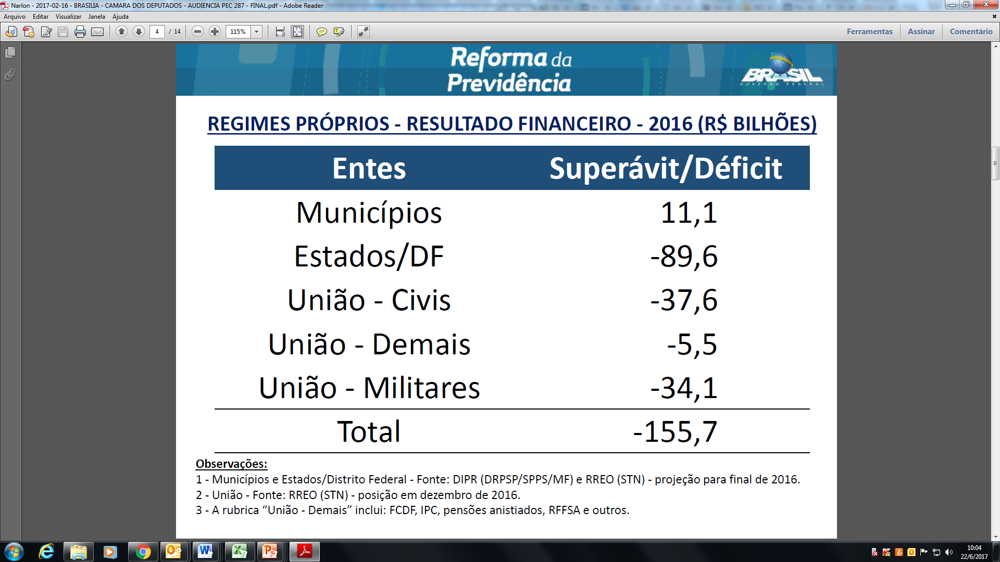 Narlon - 2017-02-16 - BRASILIA - CAMARA DOS DEPUTADOS - AUDIENCIA PEC 287 - FINAL.pdf - Adobe Reader
Arquivo Editar Visualizar Janela Ajuda
4 / 14 115% Ferramentas Assinar Comentário
Reforma da
Previdência
BRASIL
GOVERNO FEDERAL
REGIMES PRÓPRIOS - RESULTADO FINANCEIRO - 2016 (R$ BILHÕES)
Entes Superávit/Déficit
Municípios 11,1
Estados/DF -89,6
União - Civis -37,6
União - Demais -5,5
União - Militares -34,1
Total -155,7
Observações:
1 - Municípios e Estados/Distrito Federal - Fonte: DIPR (DRPSP/SPPS/MF) e RREO (STN) - projeção para final de 2016.
2 - União - Fonte: RREO (STN) - posição em dezembro de 2016.
3 - A rubrica “União - Demais” inclui: FCDF, IPC, pensões anistiados, RFFSA e outros.
10:04
22/6/2017